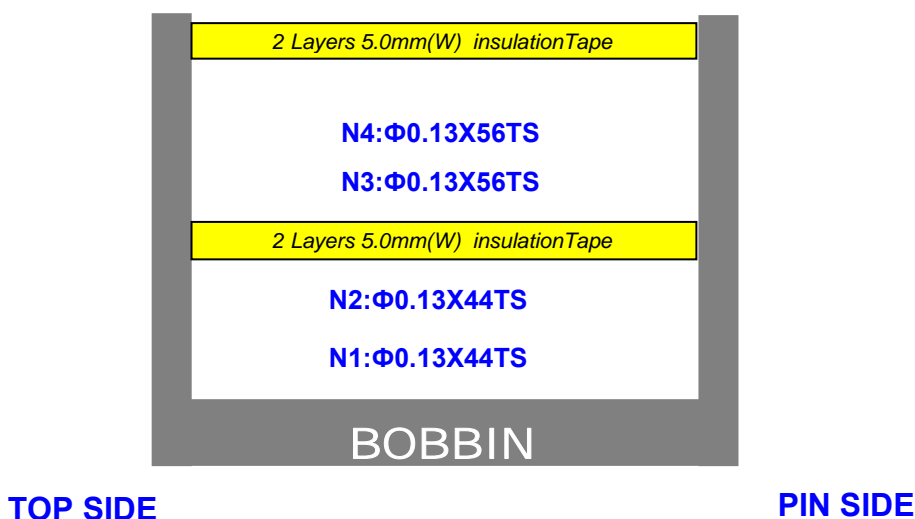 2 Layers 5.0mm(W) insulationTape
N4:Φ0.13X56TS
N3:Φ0.13X56TS
2 Layers 5.0mm(W) insulationTape
N2:Φ0.13X44TS
N1:Φ0.13X44TS
BOBBIN
TOP SIDE
PIN SIDE